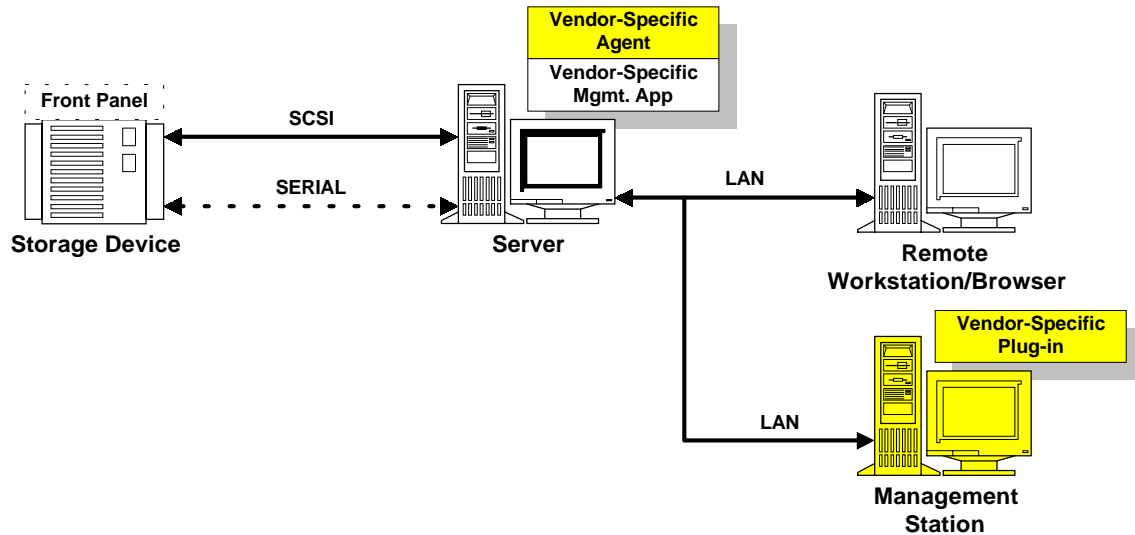 Vendor-Specific
Agent
Vendor-Specific
Mgmt. App
Front Panel
SCSI
SERIAL
LAN
Storage Device
Server
Remote
Workstation/Browser
Vendor-Specific
Plug-in
LAN
Management
Station